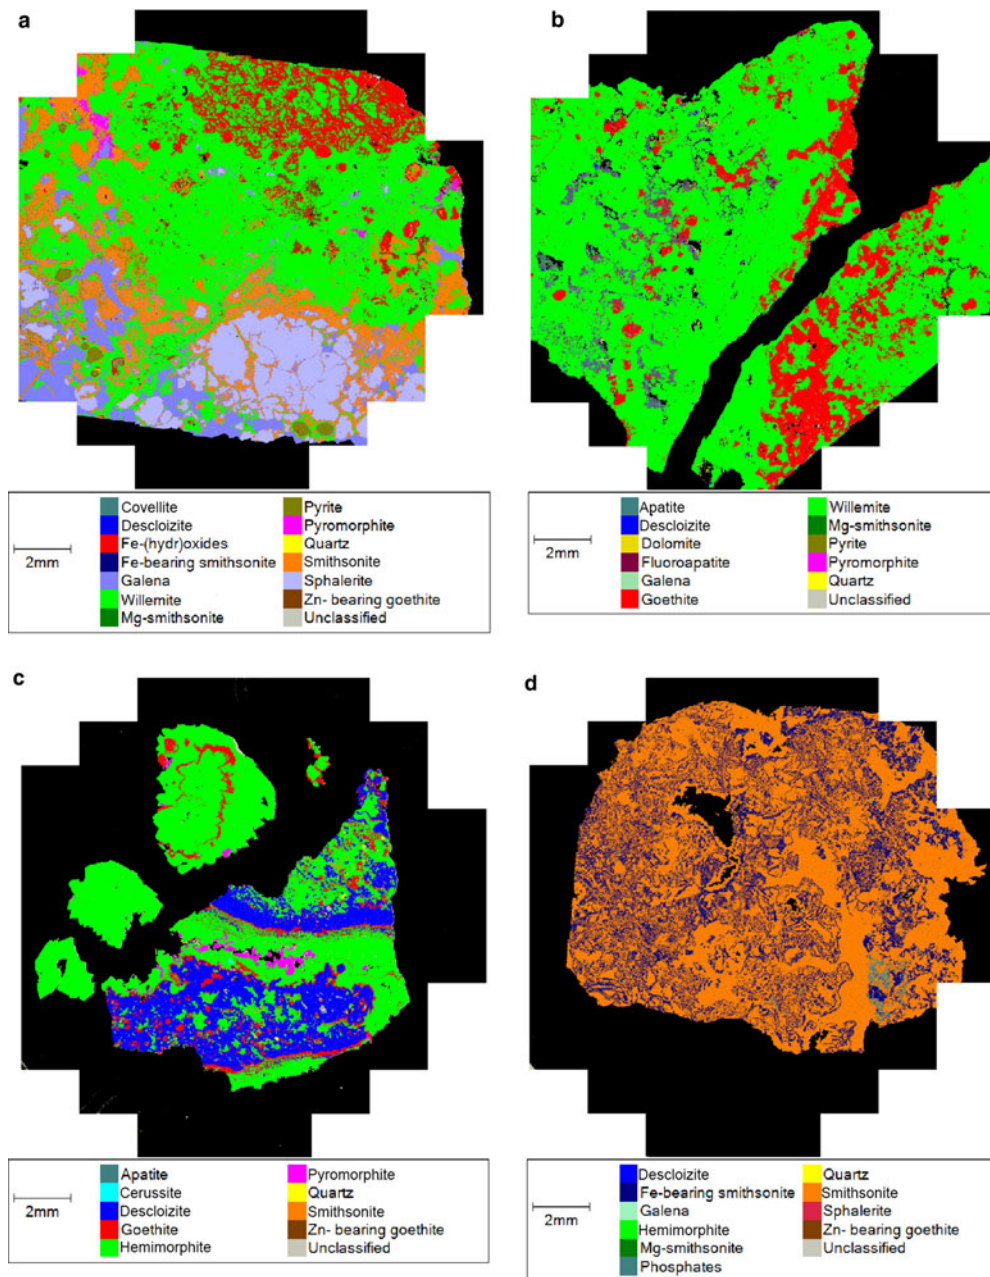 a
b
2mm
Covellite
Descloizite
Fe-(hydr)oxides
Fe-bearing smithsonite
Galena
Willemite
Mg-smithsonite
Pyrite
Pyromorphite
Quartz
Smithsonite
Sphalerite
Zn- bearing goethite
Unclassified
2mm
Apatite
Descloizite
Dolomite
Fluoroapatite
Galena
Goethite
Willemite
Mg-smithsonite
Pyrite
Pyromorphite
Quartz
Unclassified
c
d
2mm
Apatite
Cerussite
Descloizite
Goethite
Hemimorphite
Pyromorphite
Quartz
Smithsonite
Zn- bearing goethite
Unclassified
2mm
Descloizite
Fe-bearing smithsonite
Galena
Hemimorphite
Mg-smithsonite
Phosphates
Quartz
Smithsonite
Sphalerite
Zn- bearing goethite
Unclassified